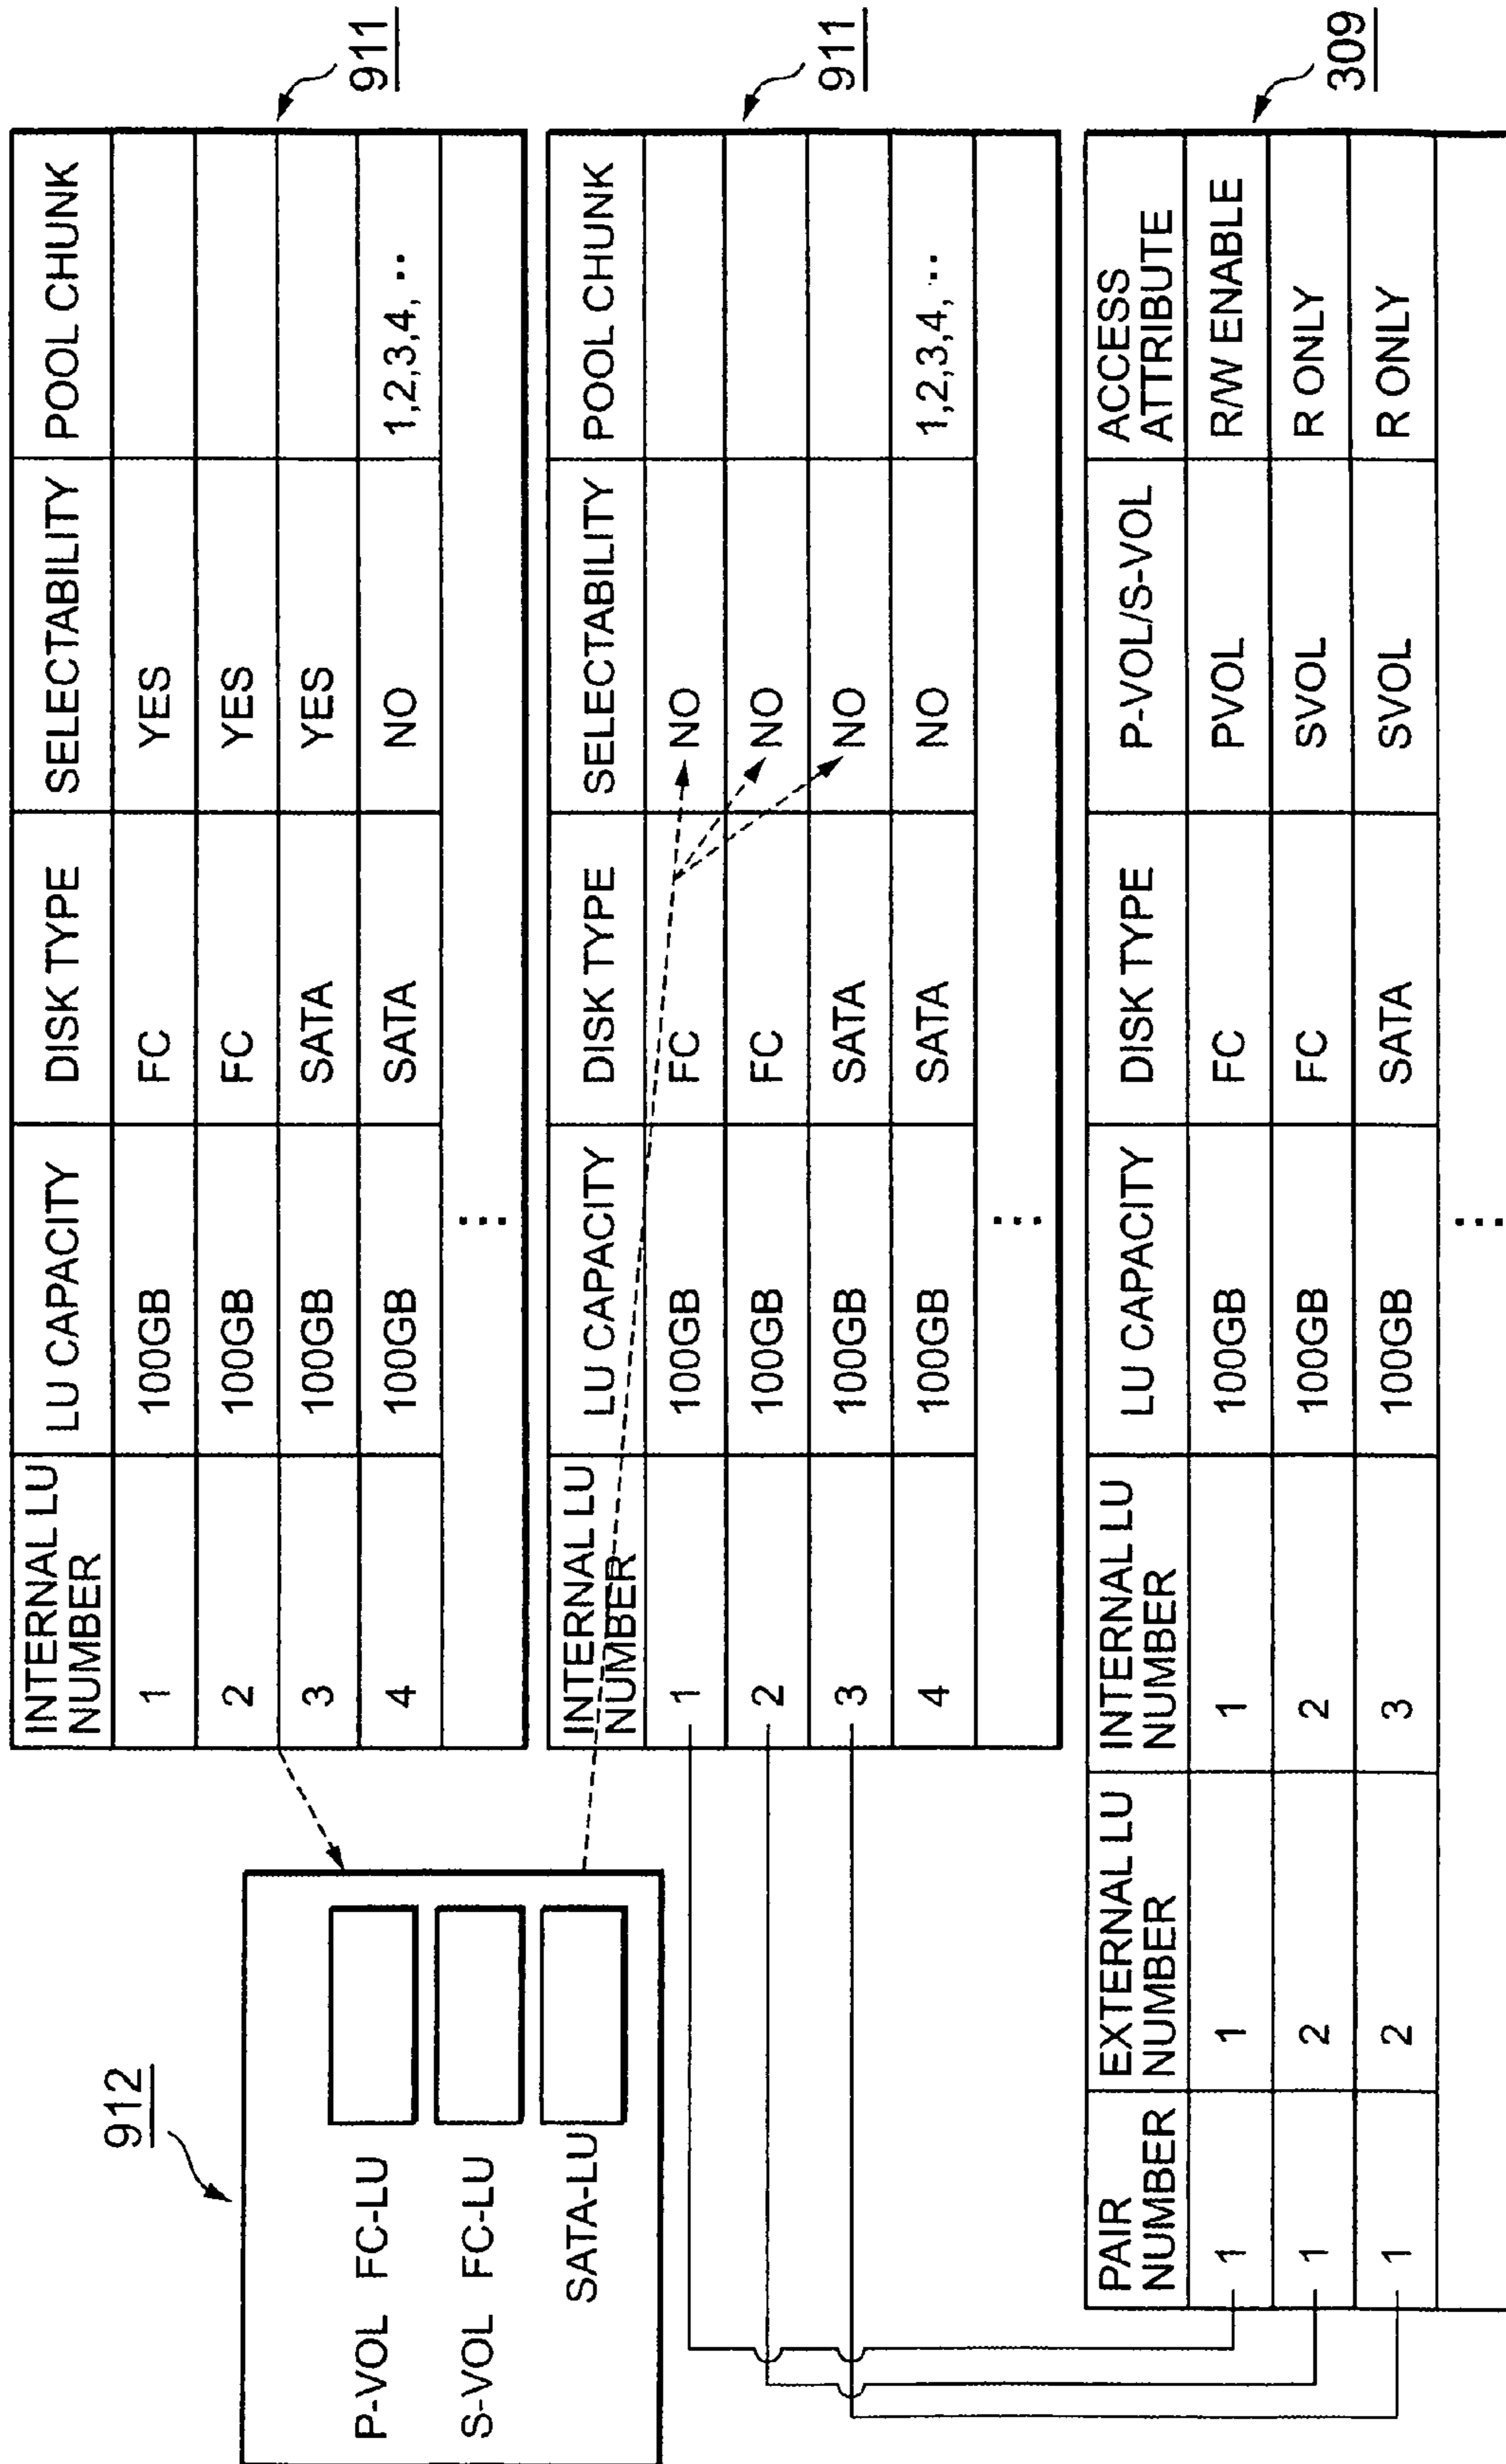 INTERNAL LU NUMBER LU CAPACITY DISK TYPE SELECTABILITY POOL CHUNK
1 100GB FC YES
2 100GB FC YES
3 100GB SATA YES
4 100GB SATA NO 1,2,3,4, ‥
⋮
911
912
P-VOL FC-LU
S-VOL FC-LU
SATA-LU
INTERNAL LU NUMBER LU CAPACITY DISK TYPE SELECTABILITY POOL CHUNK
1 100GB FC NO
2 100GB FC NO
3 100GB SATA NO
4 100GB SATA NO 1,2,3,4, ‥
⋮
911
PAIR NUMBER EXTERNAL LU NUMBER INTERNAL LU NUMBER LU CAPACITY DISK TYPE P-VOL/S-VOL ACCESS ATTRIBUTE
1 1 1 100GB FC PVOL R/W ENABLE
1 2 2 100GB FC SVOL R ONLY
1 2 3 100GB SATA SVOL R ONLY
⋮
309